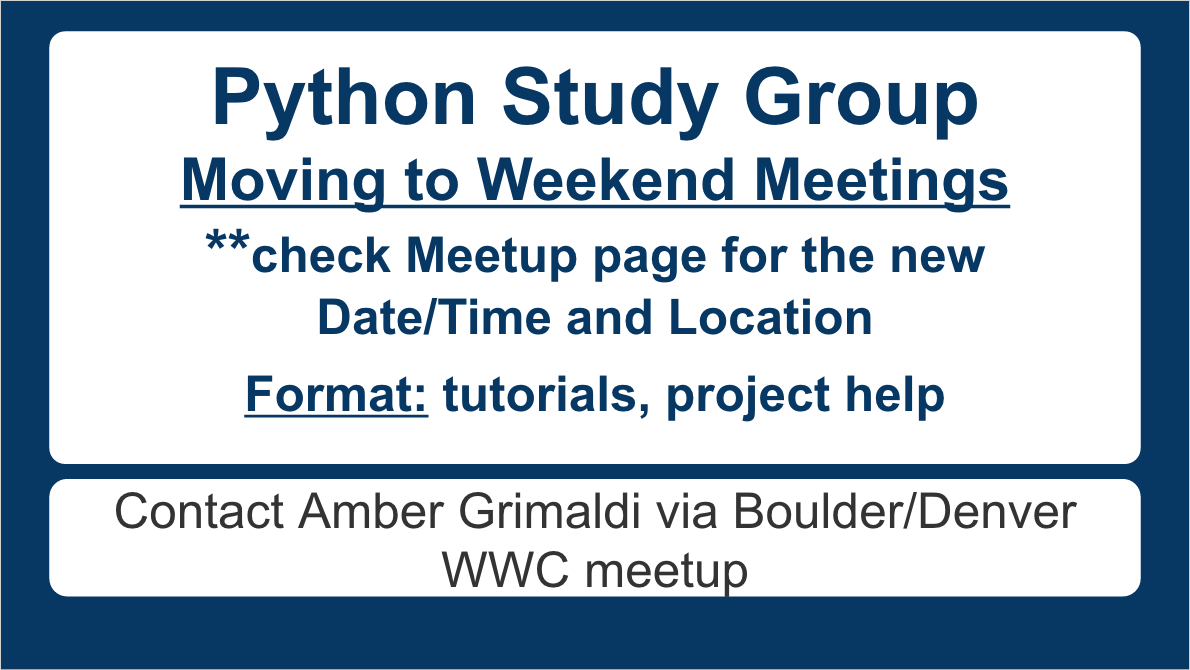 Python Study Group
Moving to Weekend Meetings
**check Meetup page for the new
Date/Time and Location
Format: tutorials, project help
Contact Amber Grimaldi via Boulder/Denver
WWC meetup